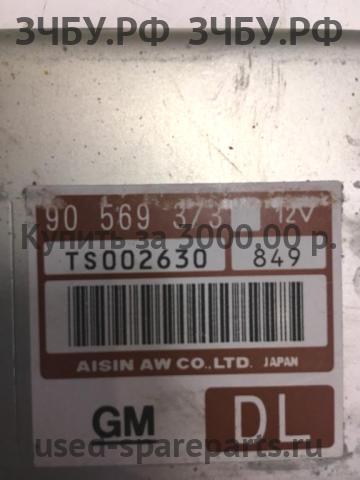 ЗЧБУ.РФ ЗЧБУ.РФ
90 569 373 12V
Купить за 3000.00 р.
TS002630 849
AISIN AW CO.,LTD. JAPAN
GM DL
used-spareparts.ru